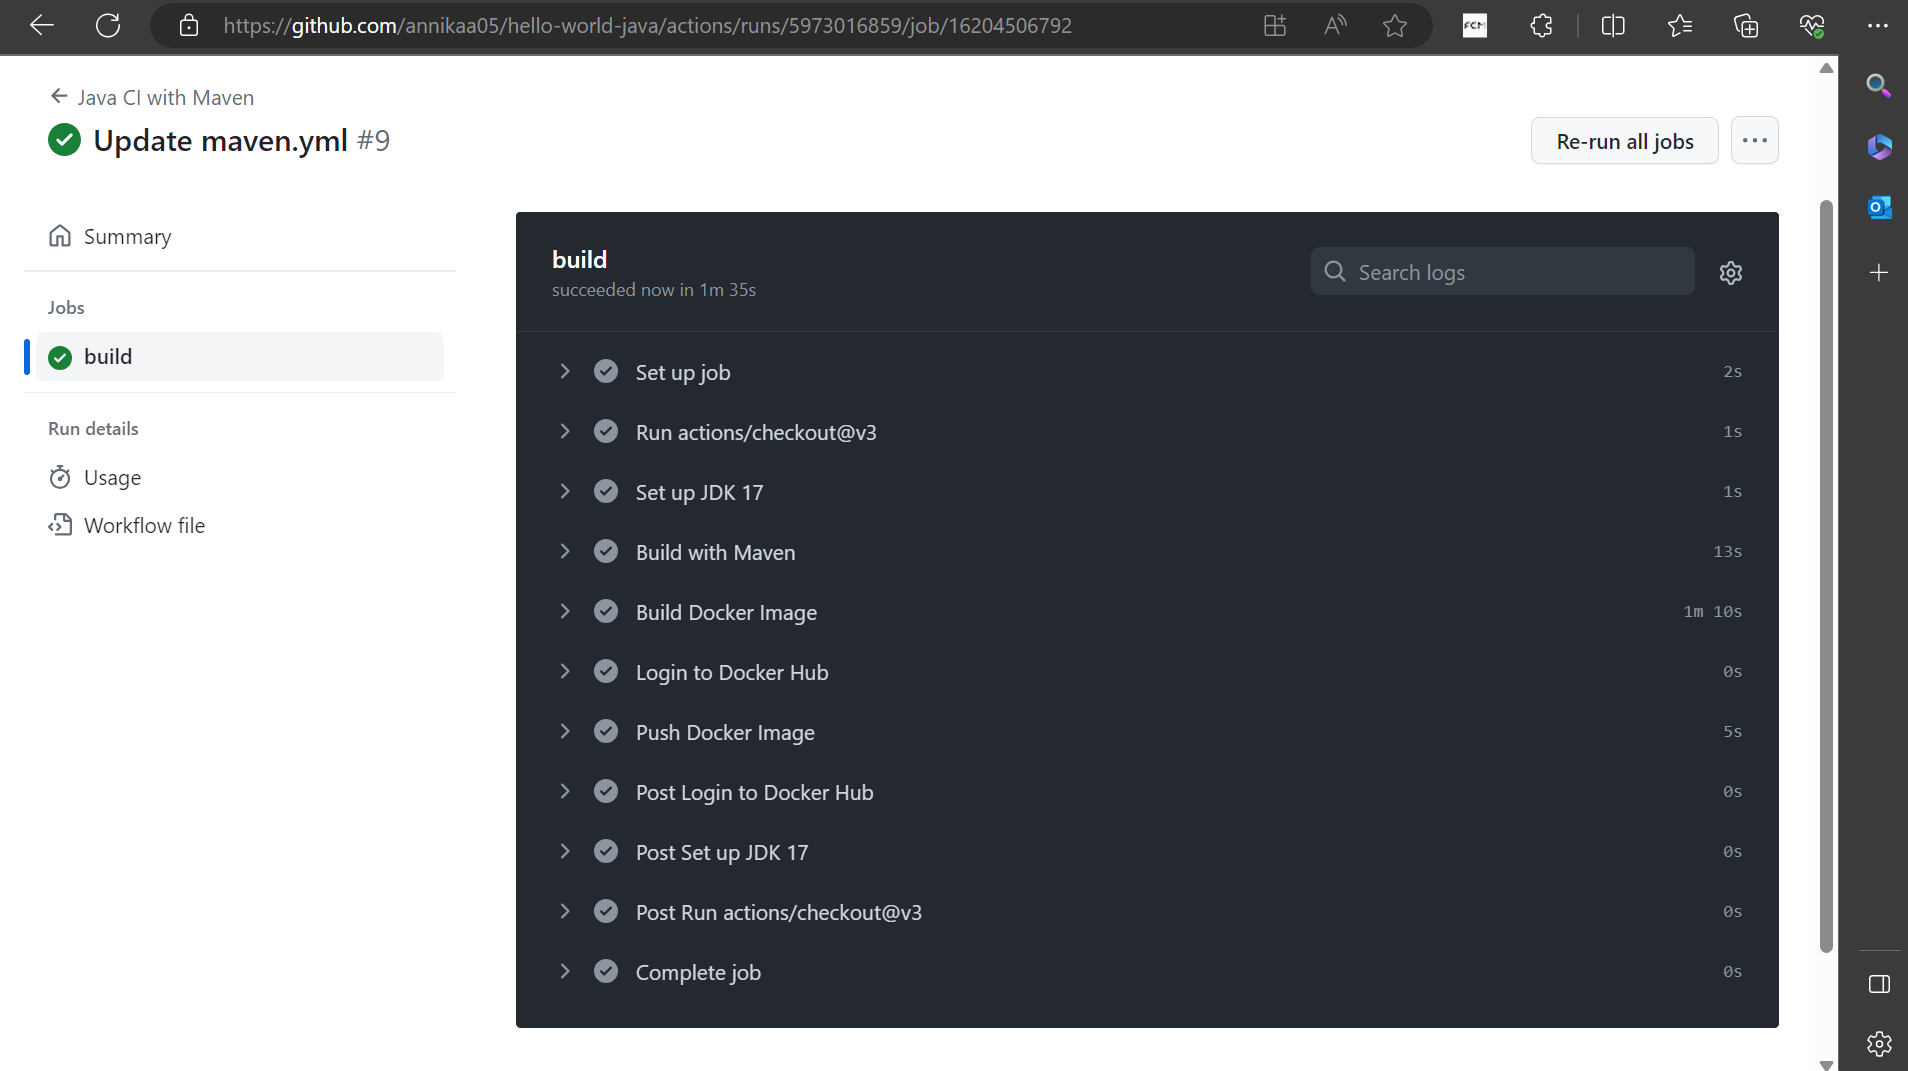 https://github.com/annikaa05/hello-world-java/actions/runs/5973016859/job/16204506792
FCM
Java CI with Maven
Update maven.yml #9
Re-run all jobs
Summary
Jobs
build
Run details
Usage
Workflow file
build
succeeded now in 1m 35s
Search logs
Set up job 2s
Run actions/checkout@v3 1s
Set up JDK 17 1s
Build with Maven 13s
Build Docker Image 1m 10s
Login to Docker Hub 0s
Push Docker Image 5s
Post Login to Docker Hub 0s
Post Set up JDK 17 0s
Post Run actions/checkout@v3 0s
Complete job 0s